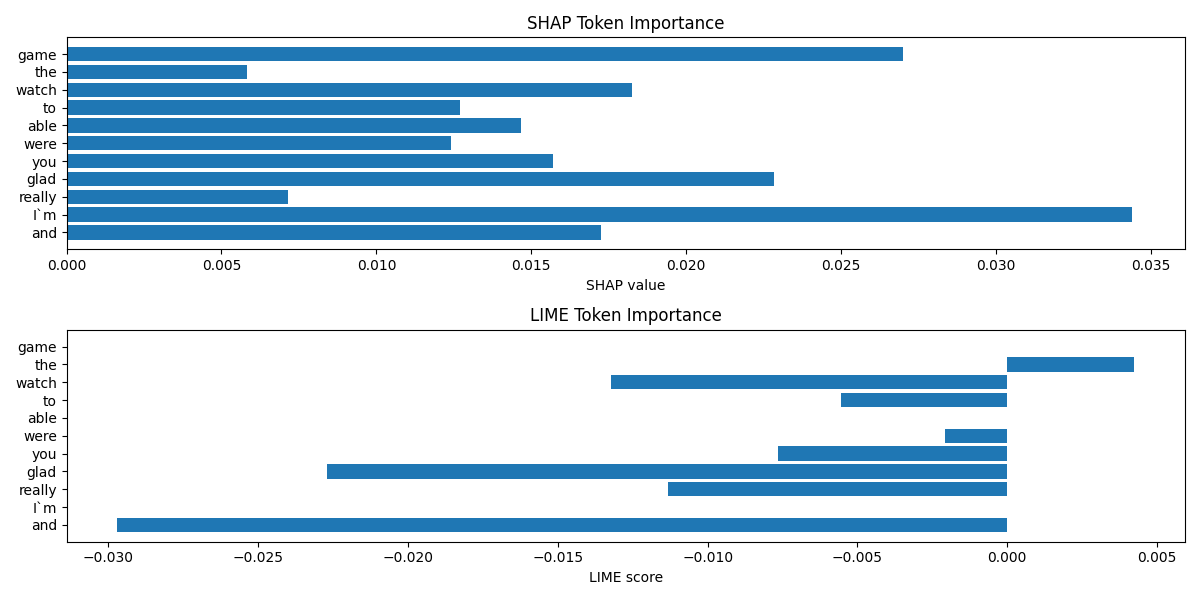 SHAP Token Importance
game
the
watch
to
able
were
you
glad
really
I`m
and
0.000 0.005 0.010 0.015 0.020 0.025 0.030 0.035
SHAP value
LIME Token Importance
game
the
watch
to
able
were
you
glad
really
I`m
and
−0.030 −0.025 −0.020 −0.015 −0.010 −0.005 0.000 0.005
LIME score